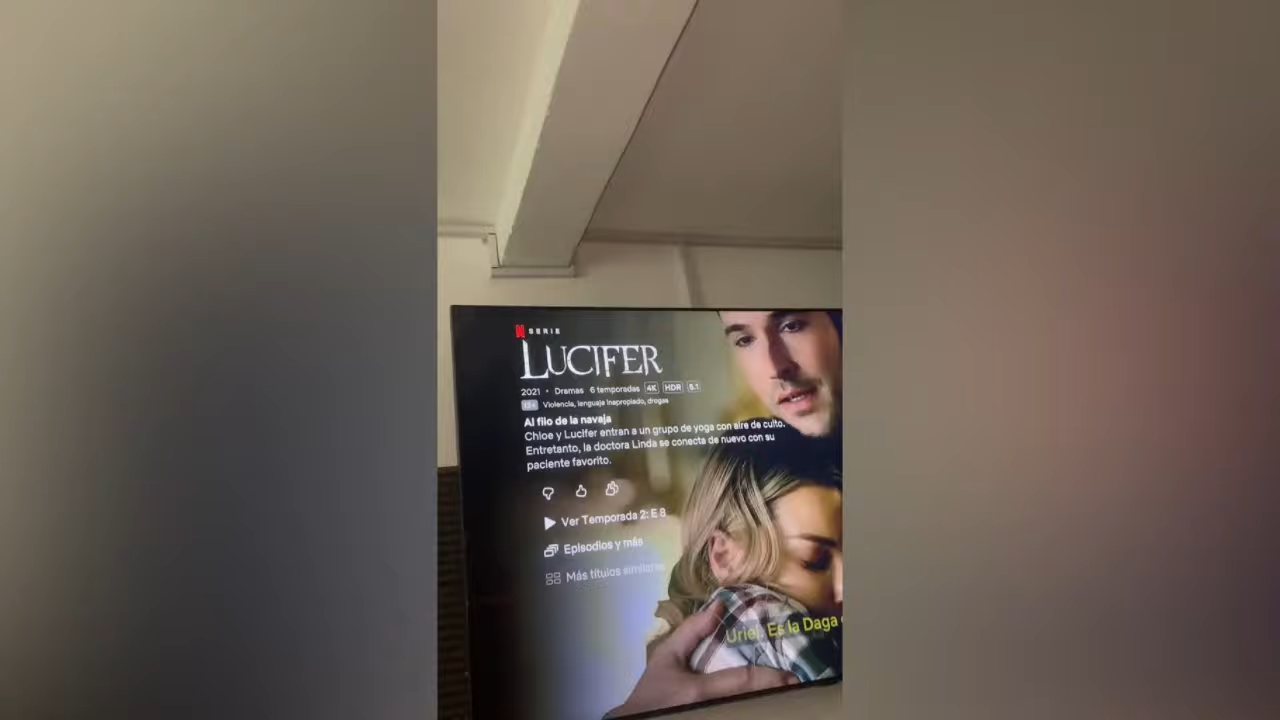 N SERIE
LUCIFER
2021 • Dramas 6 temporadas 4K HDR 5.1
13+ Violencia, lenguaje inapropiado, drogas
Al filo de la navaja
Chloe y Lucifer entran a un grupo de yoga con aire de culto.
Entretanto, la doctora Linda se conecta de nuevo con su
paciente favorito.
Ver Temporada 2: E 8
Episodios y más
Más títulos similares
Uriel. Es la Daga